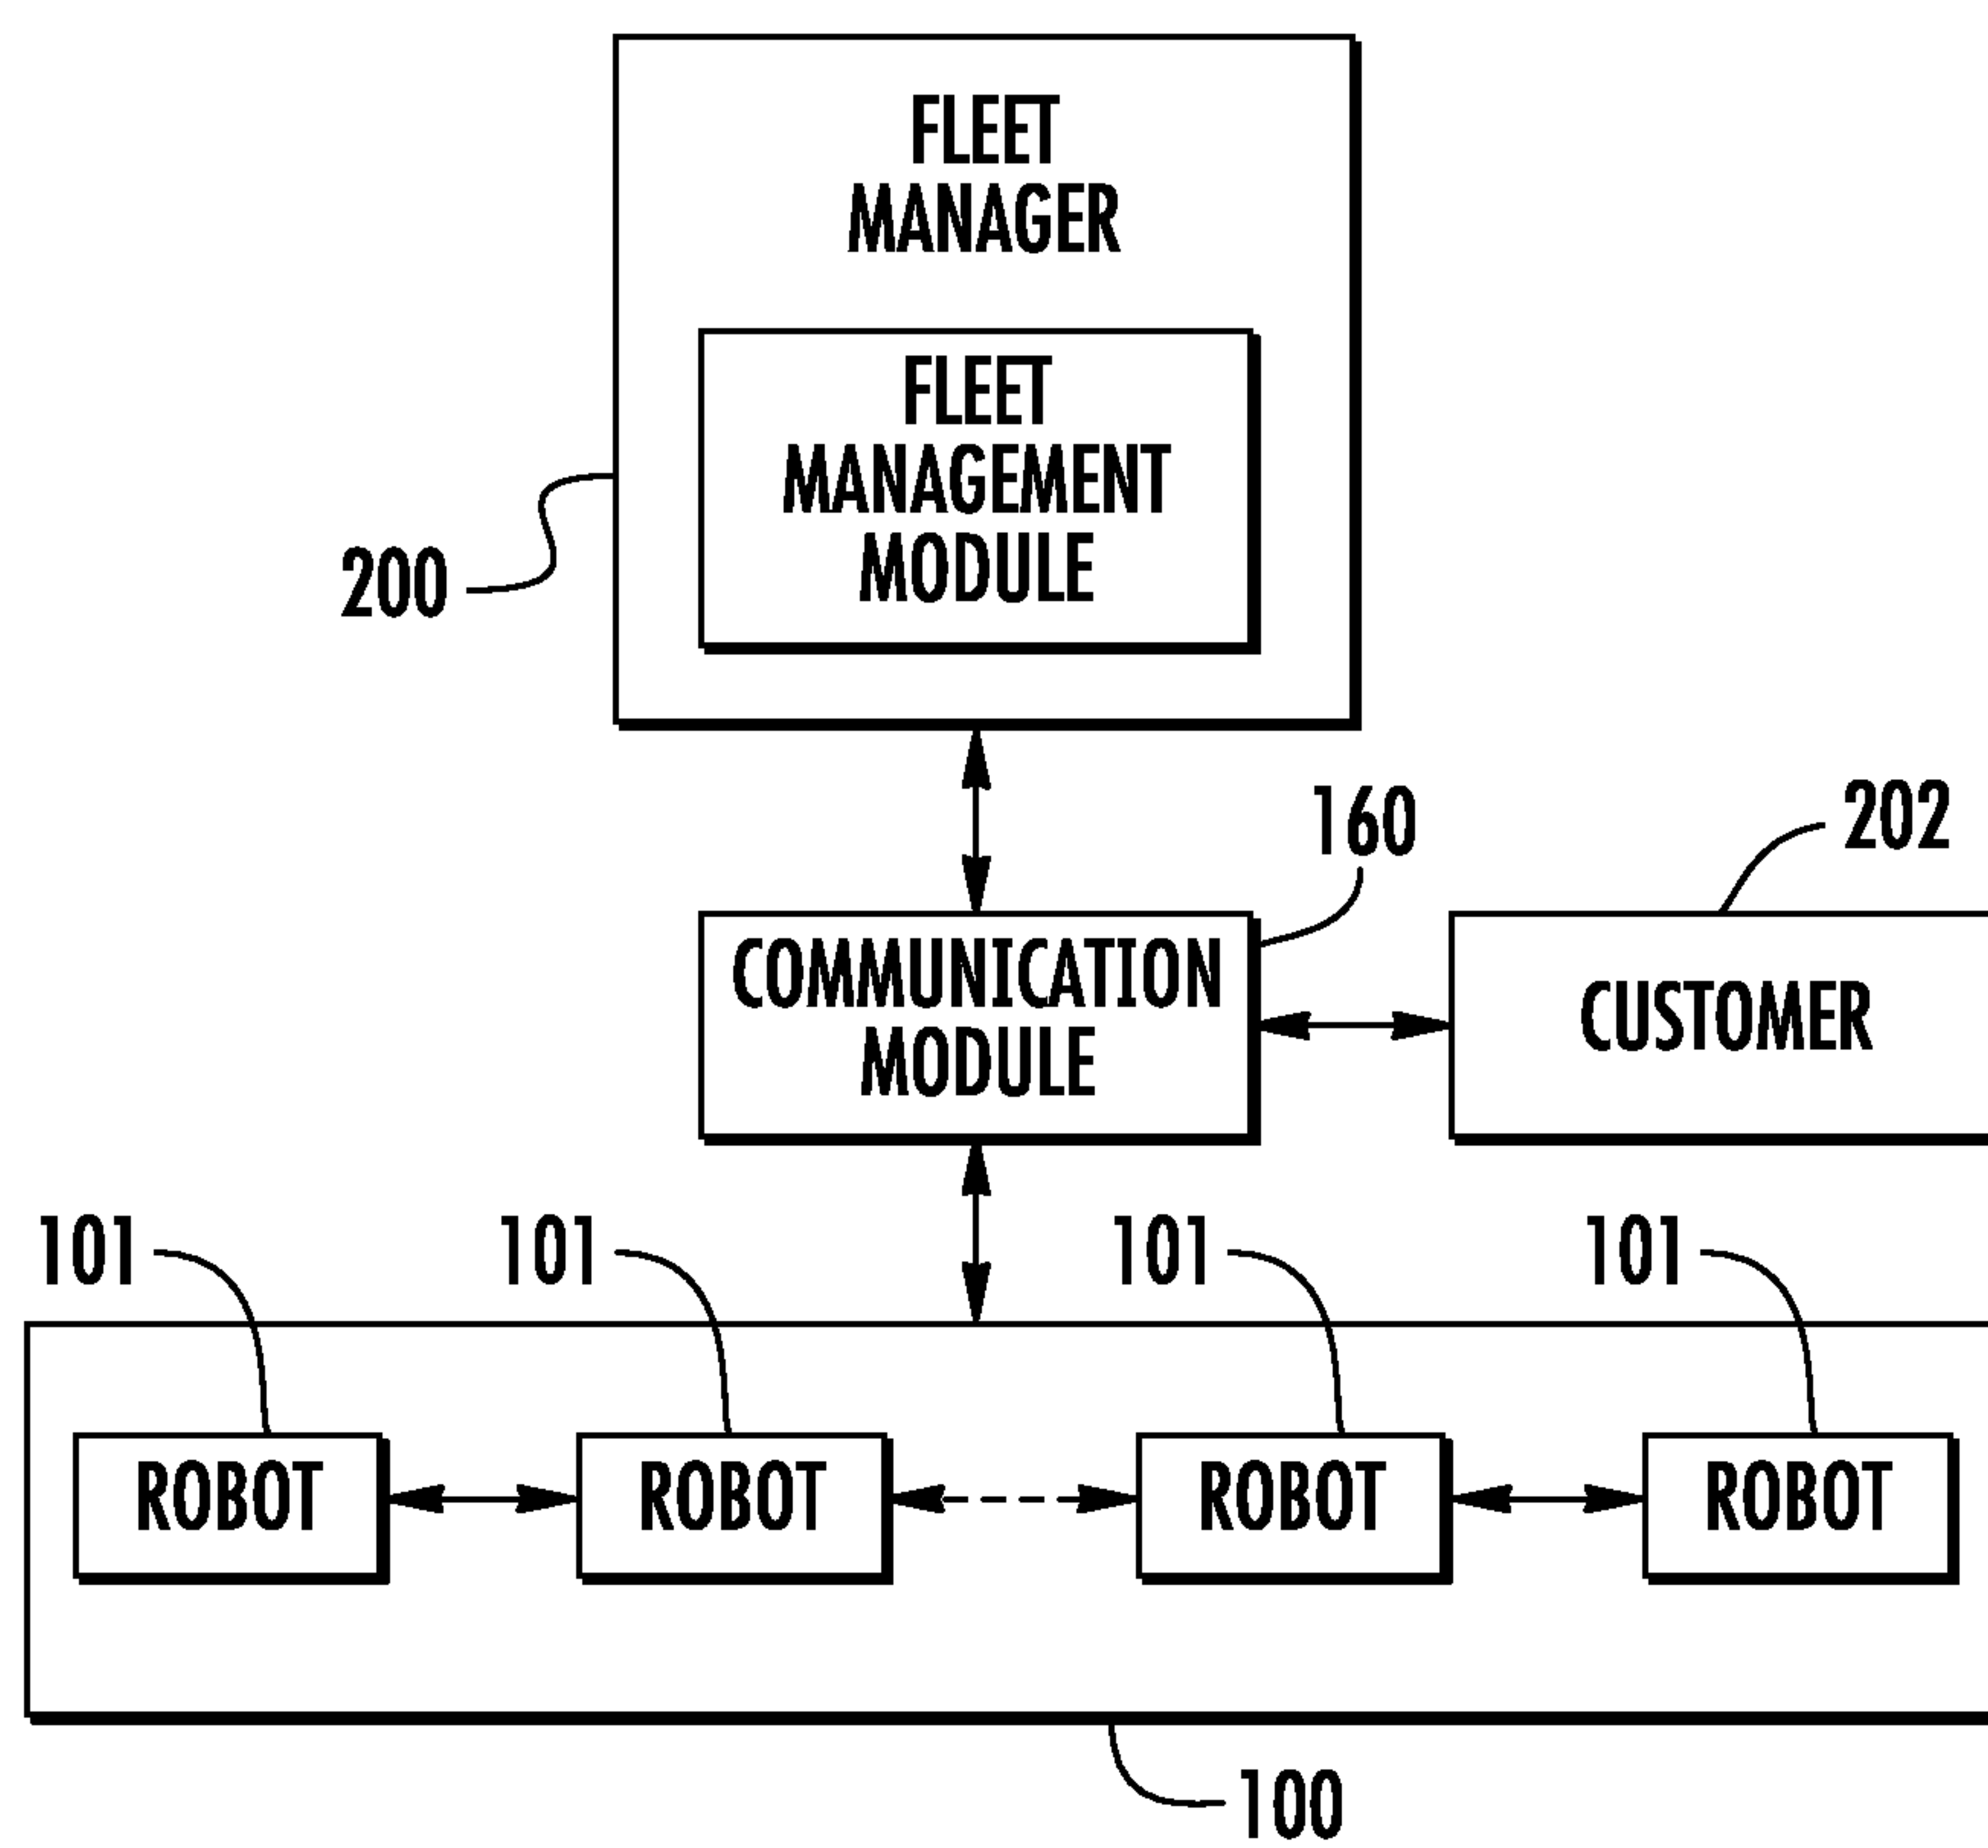 FLEET
MANAGER
FLEET
MANAGEMENT
MODULE
200
160
202
COMMUNICATION
MODULE
CUSTOMER
101
101
101
101
ROBOT
ROBOT
ROBOT
ROBOT
100